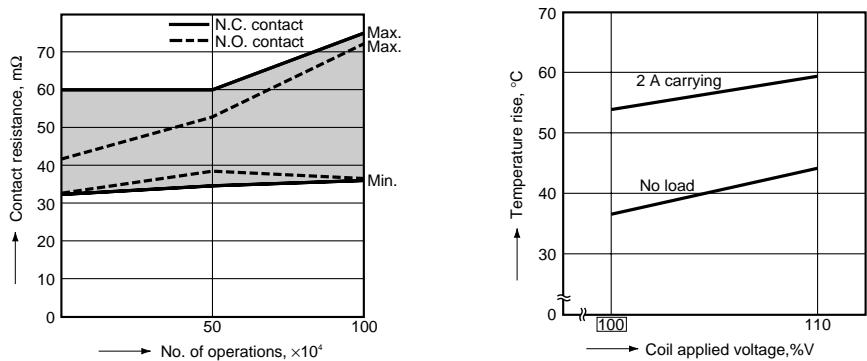 N.C. contact
N.O. contact
Max.
Max.
Min.
Contact resistance, mΩ
70
60
50
40
30
20
10
0
50
100
No. of operations, ×10⁴
70
60
50
40
30
0
Temperature rise, °C
2 A carrying
No load
100
110
Coil applied voltage,%V